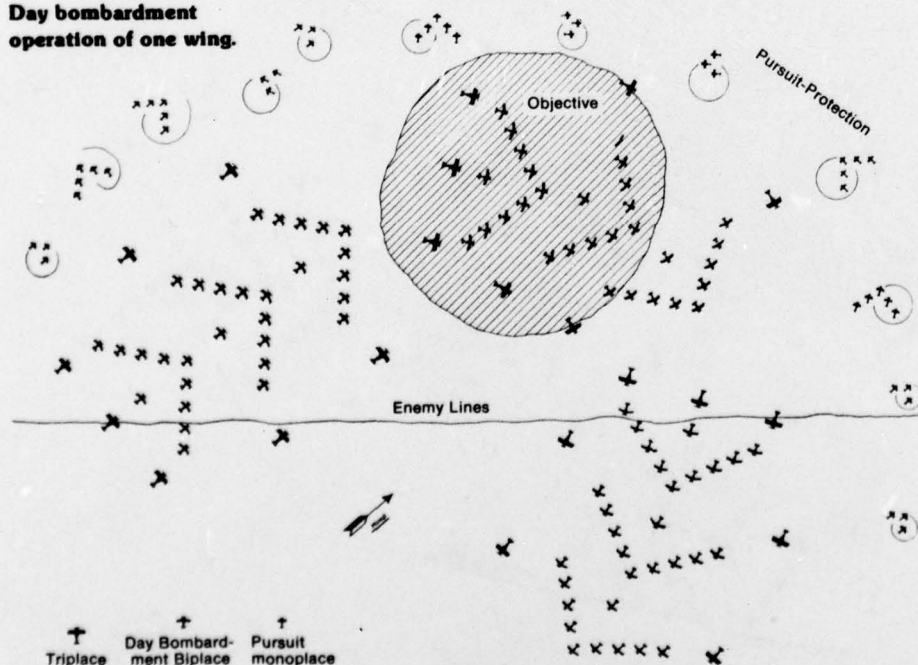 Day bombardment
operation of one wing.
Objective
Pursuit-Protection
Enemy Lines
Triplace
Day Bombard-
ment Biplace
Pursuit
monoplace